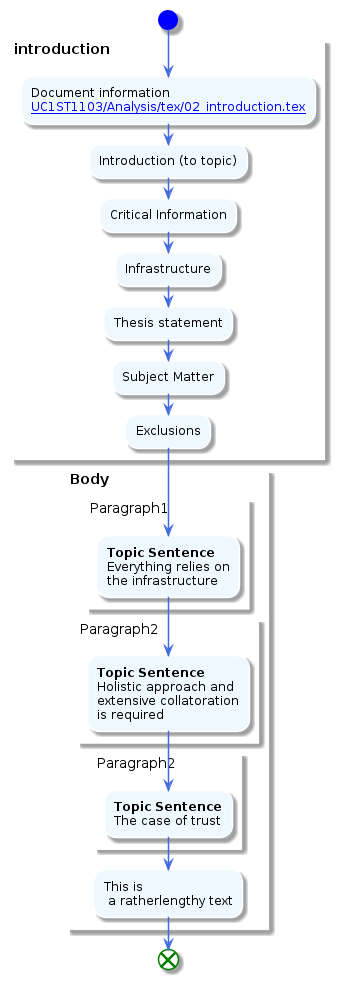 introduction
Document information
UC1ST1103/Analysis/tex/02_introduction.tex
Introduction (to topic)
Critical Information
Infrastructure
Thesis statement
Subject Matter
Exclusions
Body
Paragraph1
Topic Sentence
Everything relies on
the infrastructure
Paragraph2
Topic Sentence
Holistic approach and
extensive collatoration
is required
Paragraph2
Topic Sentence
The case of trust
This is
a ratherlengthy text